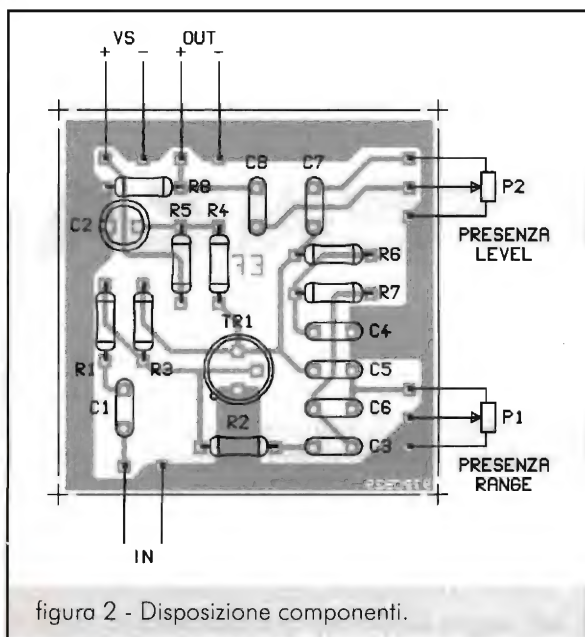 VS OUT
+ - + -
C8 C7
R8
P2
C2
R5 R4
PRESENZA
LEVEL
R6
73
R7
TR1
C4
R1 R3
C5
C1
C6
P1
R2
C3
PRESENZA
RANGE
IN
figura 2 - Disposizione componenti.